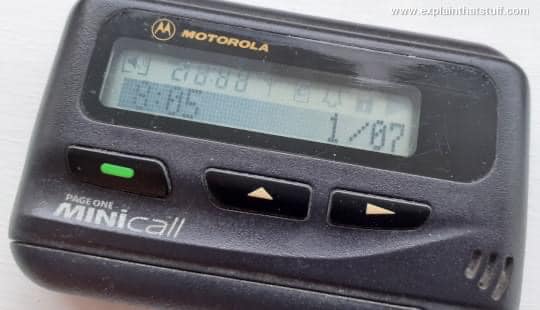 www.explainthatstuff.com
MOTOROLA
8:05 1/07
PAGE ONE
MINicall